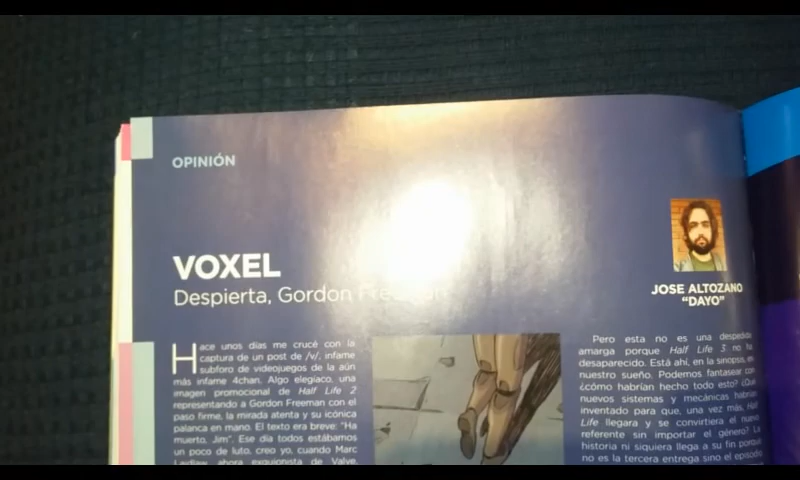 OPINIÓN
VOXEL
Despierta, Gordon Freeman
JOSE ALTOZANO
"DAYO"
Hace unos días me crucé con la
captura de un post de /v/, infame
subforo de videojuegos de la aún
más infame 4chan. Algo elegíaco, una
imagen promocional de Half Life 2
representando a Gordon Freeman con el
paso firme, la mirada atenta y su icónica
palanca en mano. El texto era breve: "Ha
muerto, Jim". Ese día todos estábamos
un poco de luto, creo yo, cuando Marc
Laidlaw, ahora exguionista de Valve,
Pero esta no es una despedida
amarga porque Half Life 3 no ha
desaparecido. Está ahí, en la sinopsis, es
nuestro sueño. Podemos fantasear con
¿cómo habrían hecho todo esto? ¿Qué
nuevos sistemas y mecánicas habrían
inventado para que, una vez más, Half
Life llegara y se convirtiera el nuevo
referente sin importar el género? La
historia ni siquiera llega a su fin porque
no es la tercera entrega sino el episodio